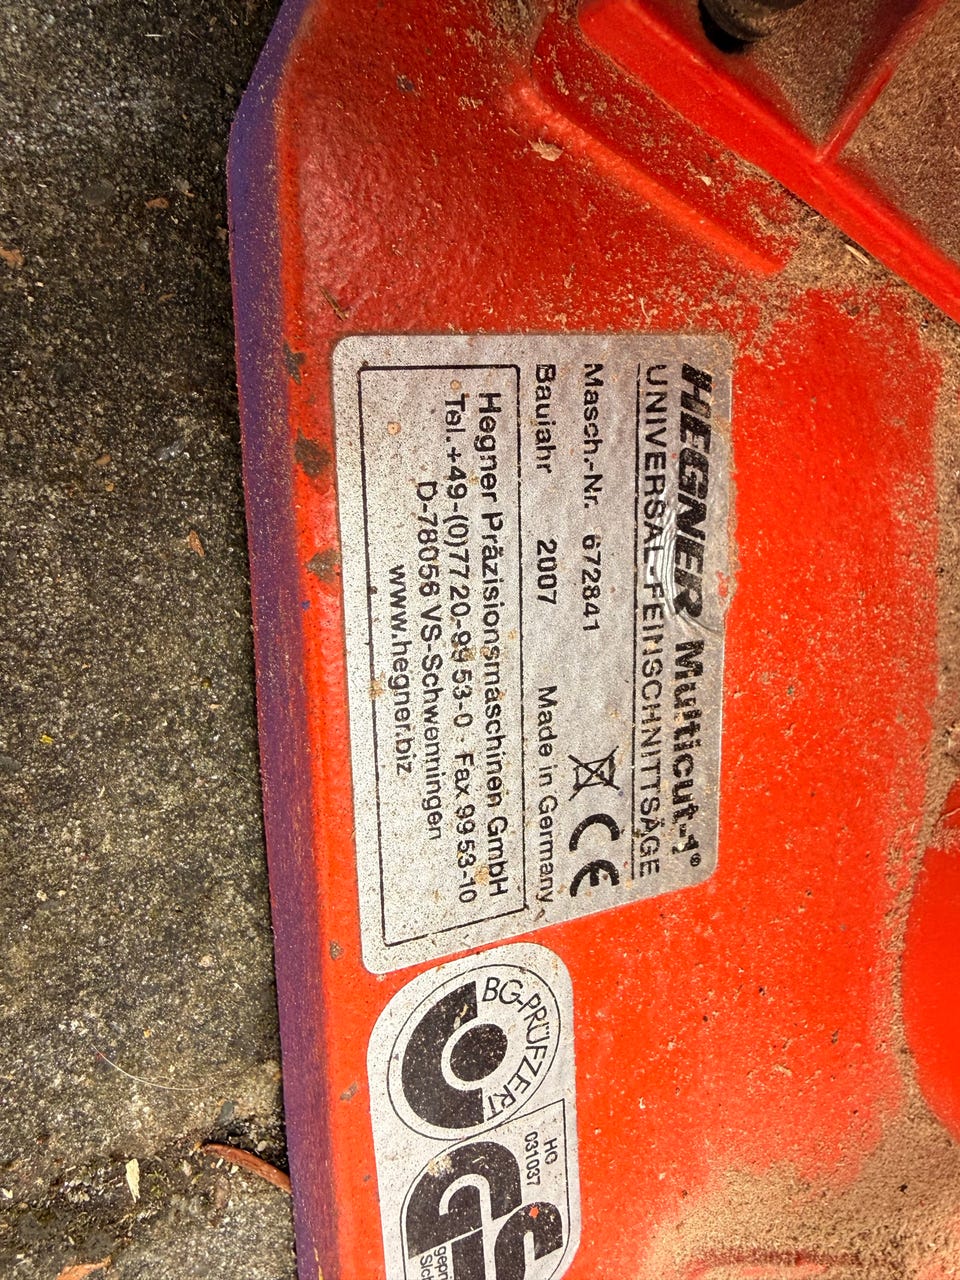 HEGNER Multicut-1®
UNIVERSAL-FEINSCHNITTSÄGE
Masch.-Nr. 672841 CE
Baujahr 2007 Made in Germany
Hegner Präzisionsmaschinen GmbH
Tel.+49-(0)7720-99 53-0 · Fax 99 53-10
D-78056 VS-Schwenningen
www.hegner.biz
BG-PRÜFZERT
HG
031037
GS